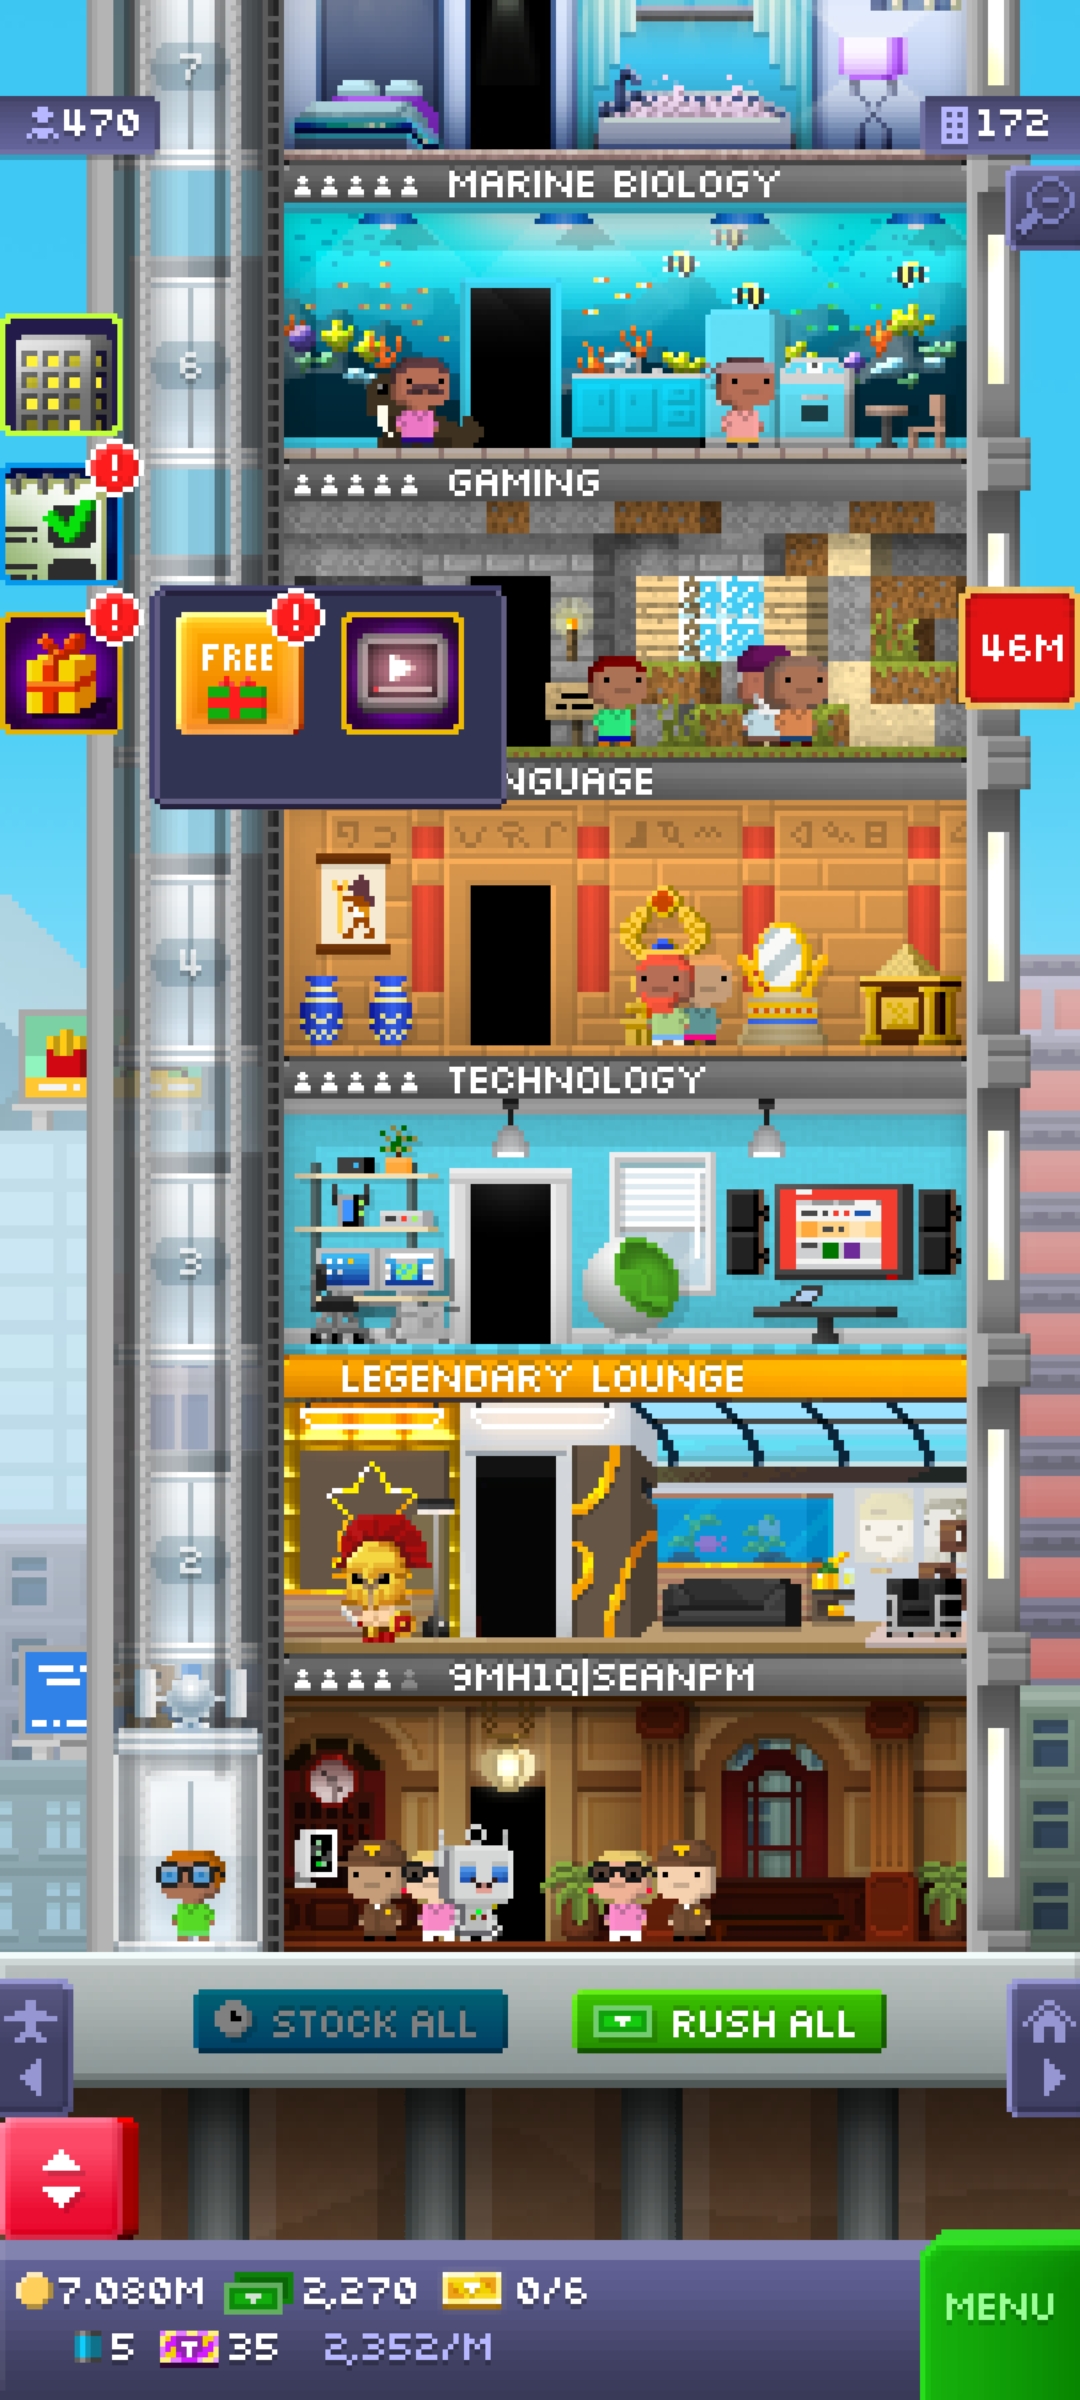 7
470
172
MARINE BIOLOGY
6
GAMING
FREE
46M
NGUAGE
4
TECHNOLOGY
3
LEGENDARY LOUNGE
2
9MH1Q|SEANPM
STOCK ALL
RUSH ALL
7.080M 2,270 0/6
MENU
5 35 2,352/M